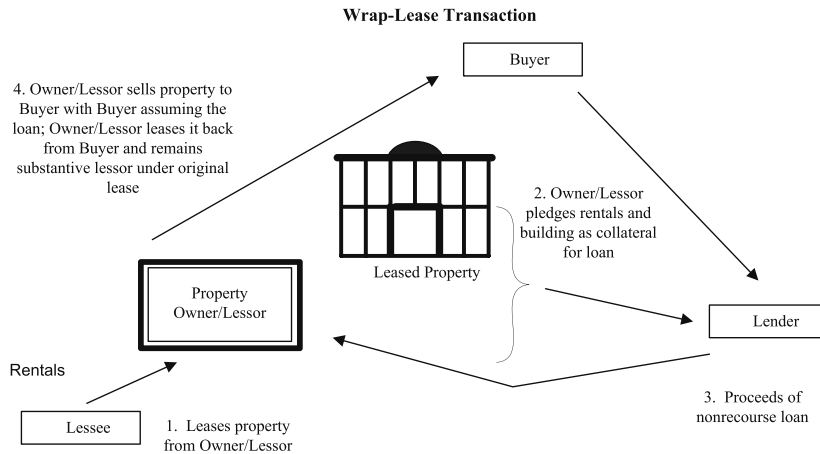 Wrap-Lease Transaction
Buyer
4. Owner/Lessor sells property to
Buyer with Buyer assuming the
loan; Owner/Lessor leases it back
from Buyer and remains
substantive lessor under original
lease
2. Owner/Lessor
pledges rentals and
building as collateral
for loan
Leased Property
Property
Owner/Lessor
Lender
Rentals
3. Proceeds of
nonrecourse loan
Lessee
1. Leases property
from Owner/Lessor